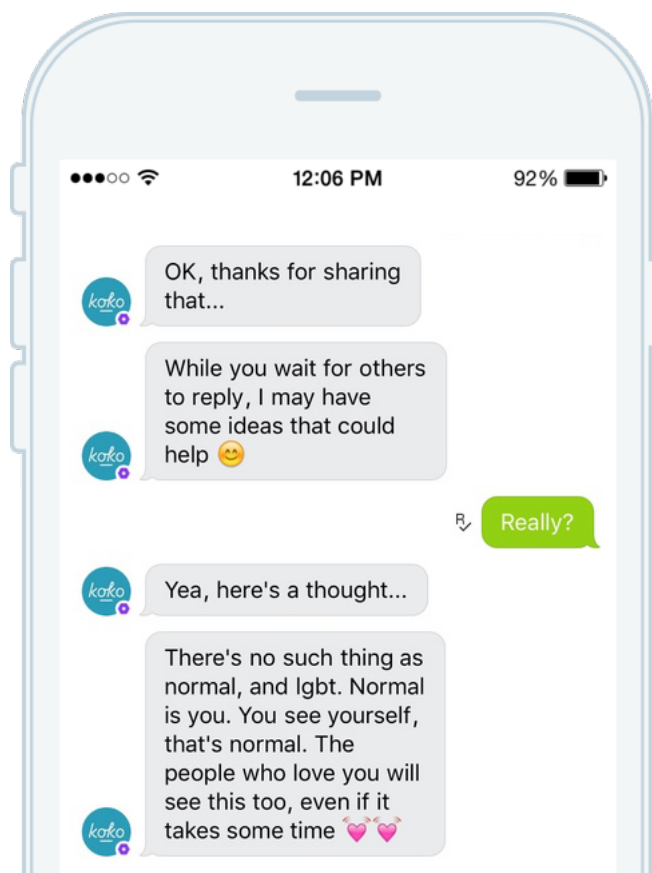 12:06 PM
92%
OK, thanks for sharing
that...
koko
While you wait for others
to reply, I may have
some ideas that could
help 😊
koko
R
Really?
koko
Yea, here's a thought...
There's no such thing as
normal, and lgbt. Normal
is you. You see yourself,
that's normal. The
people who love you will
see this too, even if it
takes some time 💓💓
koko